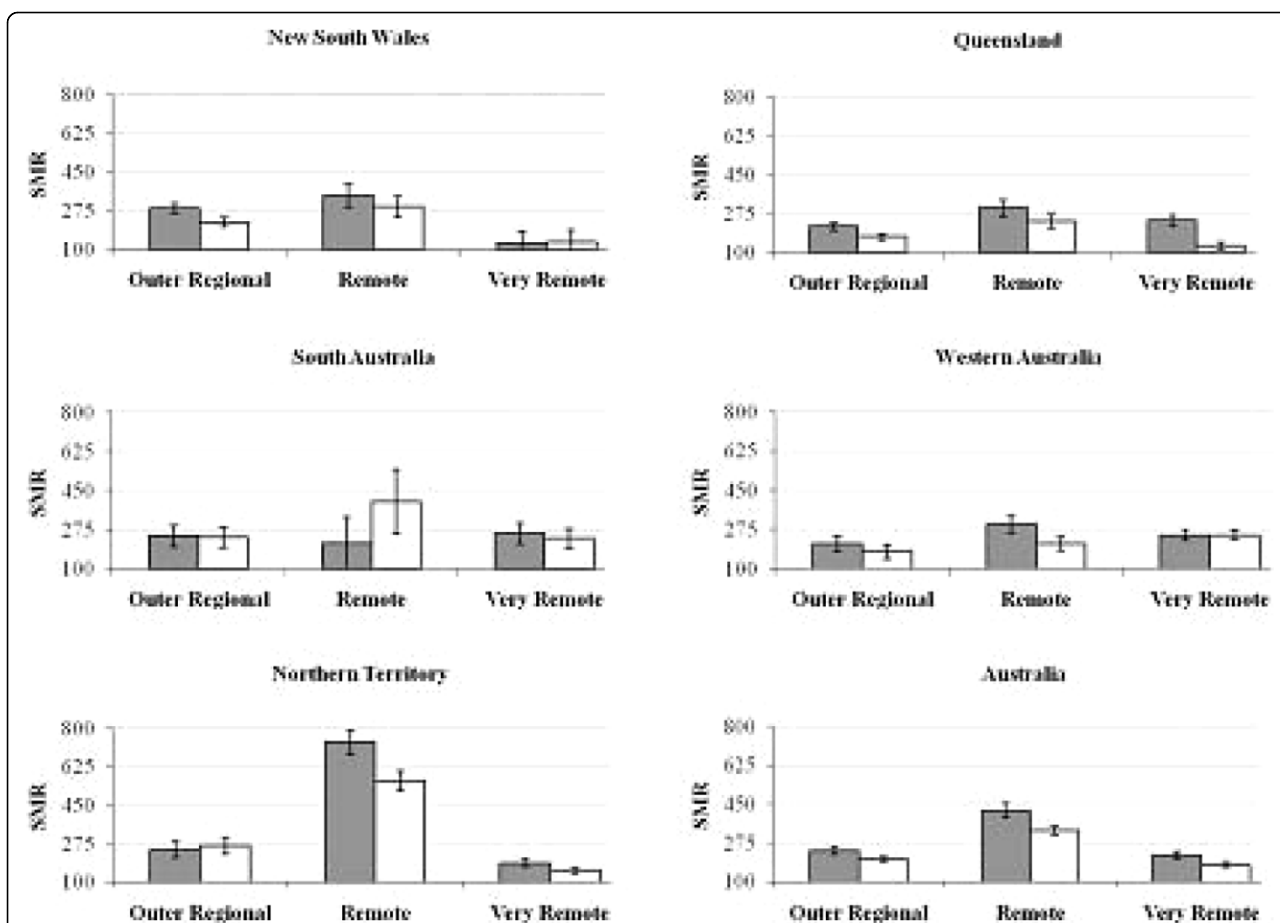 New South Wales
800
625
450
275
100
SMR
Outer Regional Remote Very Remote
Queensland
800
625
450
275
100
SMR
Outer Regional Remote Very Remote
South Australia
800
625
450
275
100
SMR
Outer Regional Remote Very Remote
Western Australia
800
625
450
275
100
SMR
Outer Regional Remote Very Remote
Northern Territory
800
625
450
275
100
SMR
Outer Regional Remote Very Remote
Australia
800
625
450
275
100
SMR
Outer Regional Remote Very Remote